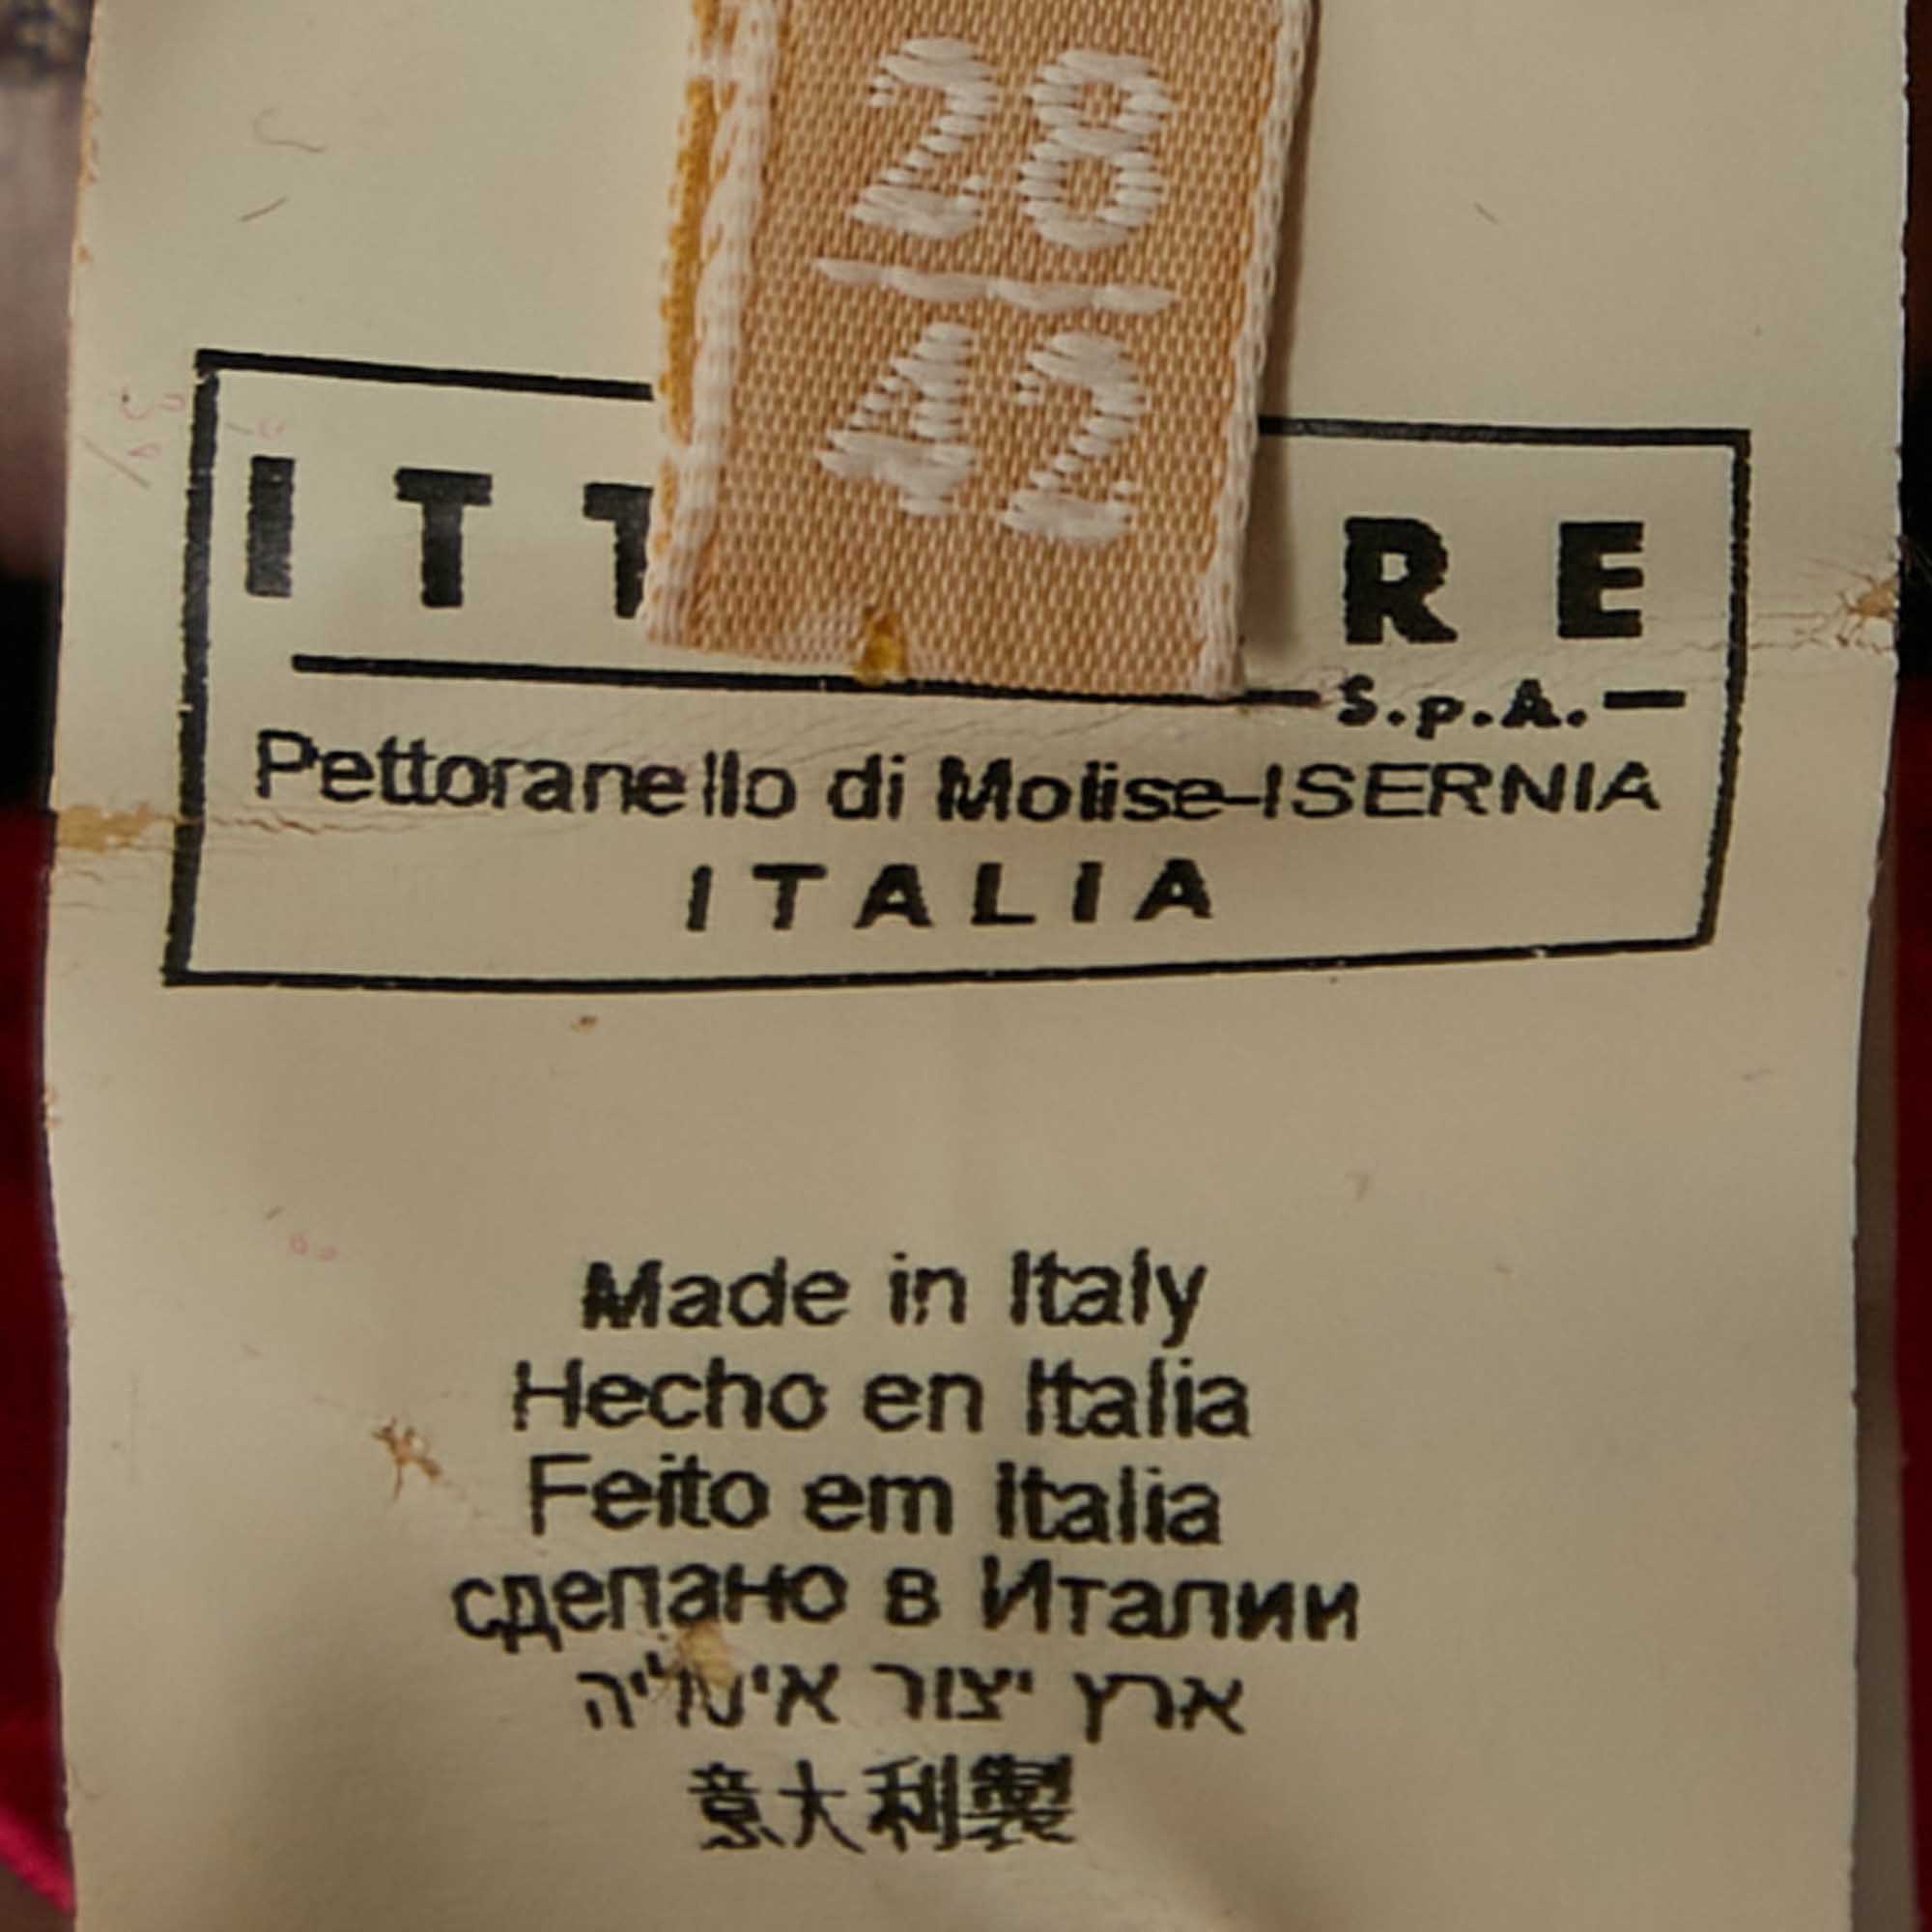 28
42
ITT RE
S.p.A.
Pettoranello di Molise-ISERNIA
ITALIA
Made in Italy
Hecho en Italia
Feito em Italia
сделано в Италии
ארץ יצור איטליה
意大利製